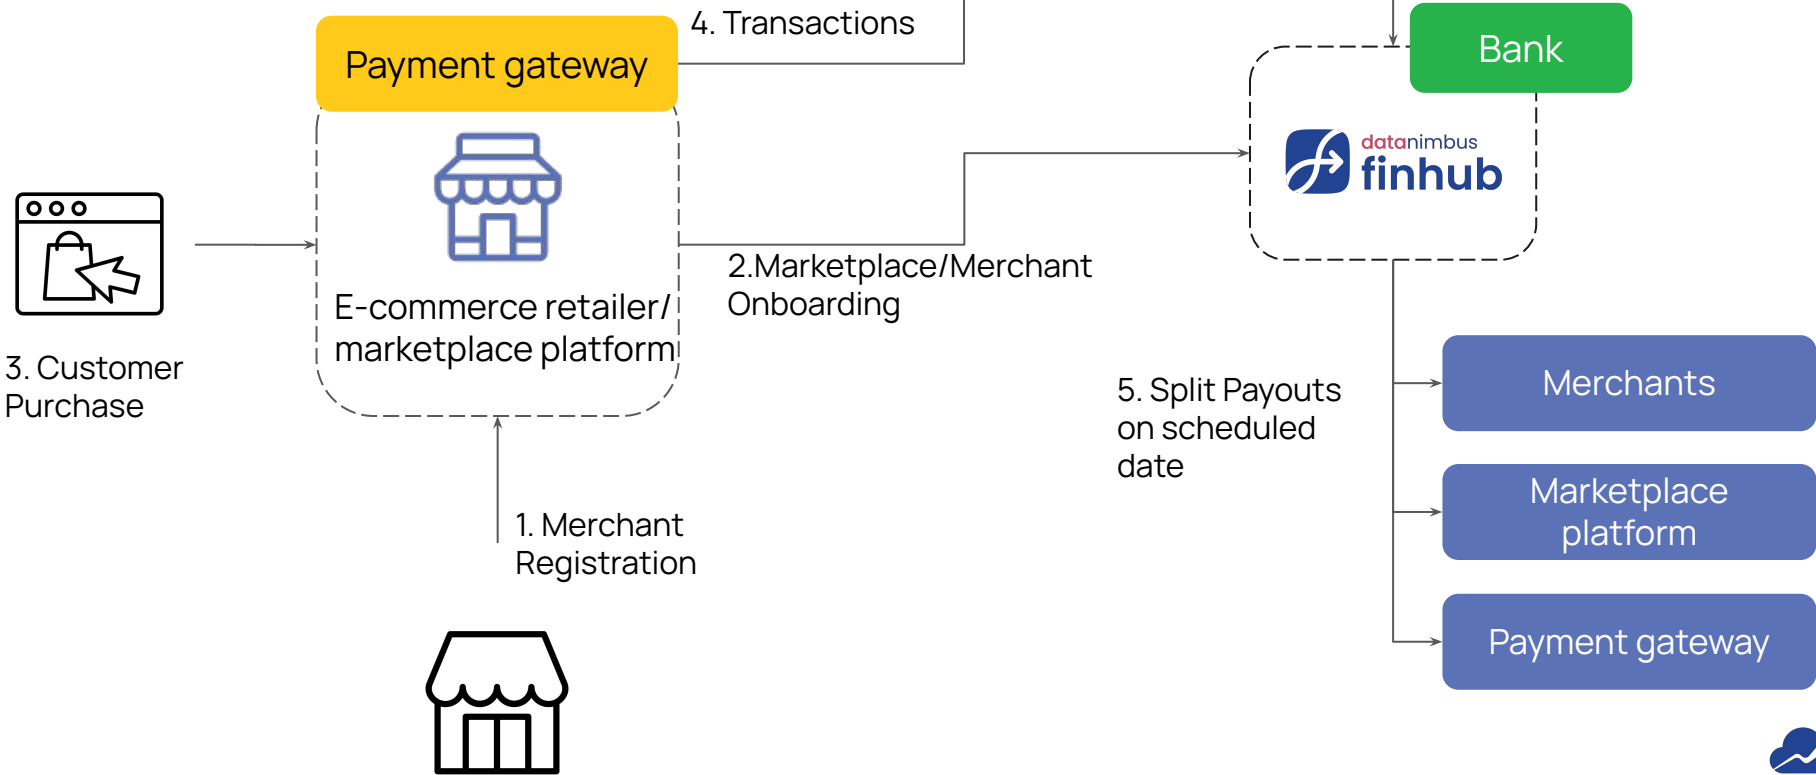 4. Transactions
Payment gateway
Bank
datanimbus
finhub
E-commerce retailer/
marketplace platform
2.Marketplace/Merchant
Onboarding
3. Customer
Purchase
1. Merchant
Registration
5. Split Payouts
on scheduled
date
Merchants
Marketplace
platform
Payment gateway